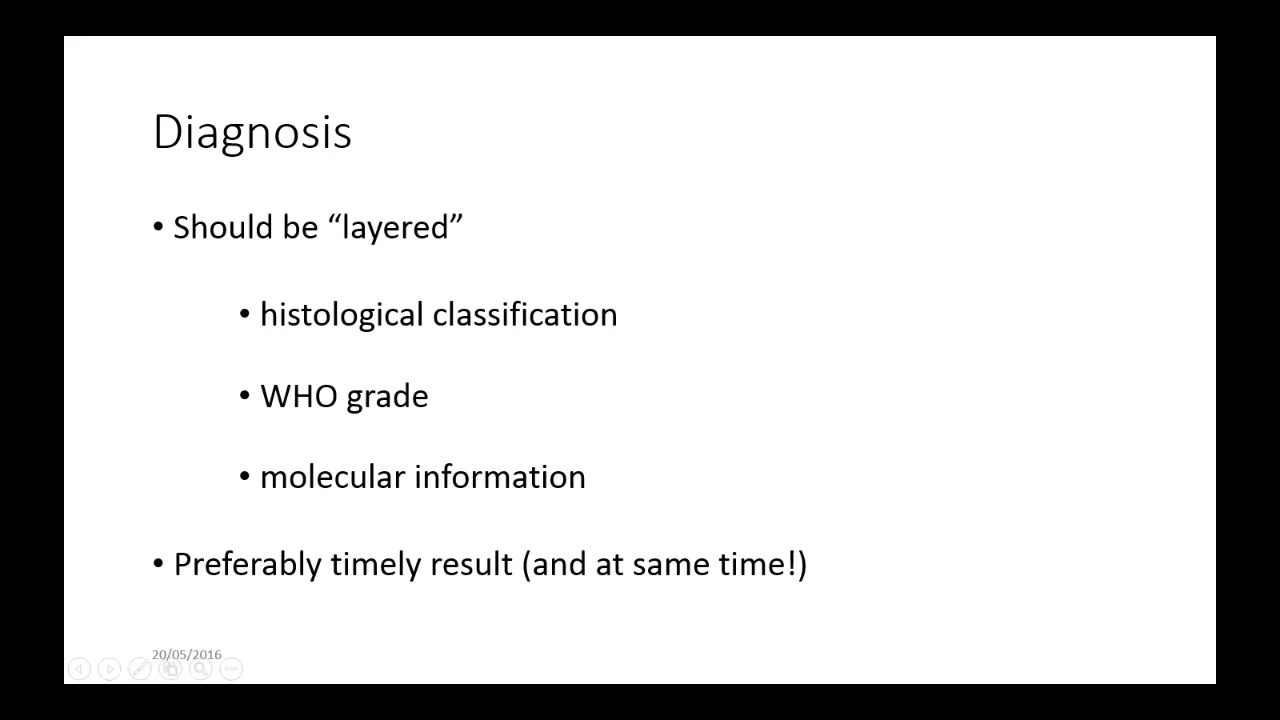 Diagnosis
• Should be “layered”
• histological classification
• WHO grade
• molecular information
• Preferably timely result (and at same time!)
20/05/2016